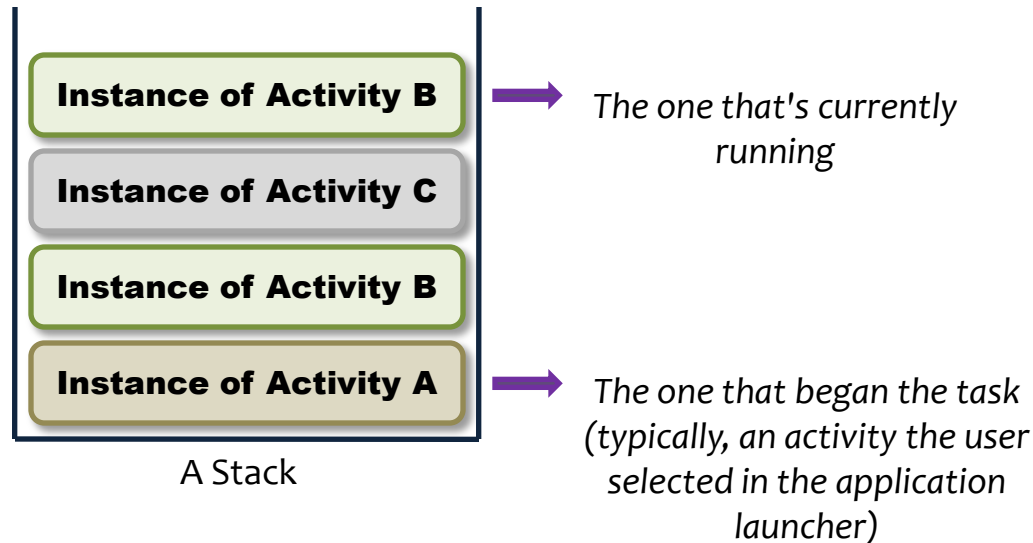 Instance of Activity B
The one that's currently
running
Instance of Activity C
Instance of Activity B
Instance of Activity A
The one that began the task
(typically, an activity the user
selected in the application
launcher)
A Stack